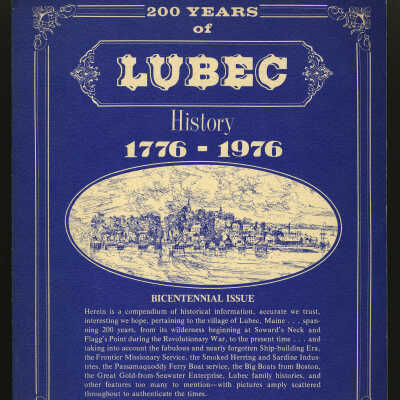 200 YEARS
of
LUBEC
History
1776 - 1976
BICENTENNIAL ISSUE
Herein is a compendium of historical information, accurate we trust,
interesting we hope, pertaining to the village of Lubec, Maine . . . span-
ning 200 years, from its wilderness beginning at Soward's Neck and
Flagg's Point during the Revolutionary War, to the present time . . . and
taking into account the fabulous and nearly forgotten Ship-building Era,
the Frontier Missionary Service, the Smoked Herring and Sardine Indus-
tries, the Passamaquoddy Ferry Boat service, the Big Boats from Boston,
the Great Gold-from-Seawater Enterprise, Lubec family histories, and
other features too many to mention—with pictures amply scattered
throughout to authenticate the times.